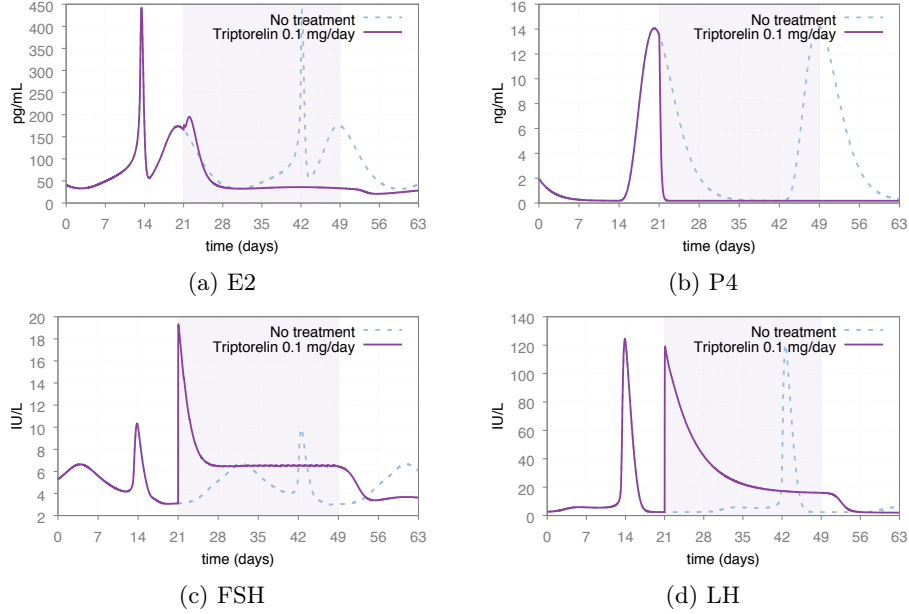 450
400
350
300
250
200
150
100
50
0
pg/mL
No treatment
Triptorelin 0.1 mg/day
0 7 14 21 28 35 42 49 56 63
time (days)
(a) E2
16
14
12
10
8
6
4
2
0
ng/mL
No treatment
Triptorelin 0.1 mg/day
0 7 14 21 28 35 42 49 56 63
time (days)
(b) P4
20
18
16
14
12
10
8
6
4
2
IU/L
No treatment
Triptorelin 0.1 mg/day
0 7 14 21 28 35 42 49 56 63
time (days)
(c) FSH
140
120
100
80
60
40
20
0
IU/L
No treatment
Triptorelin 0.1 mg/day
0 7 14 21 28 35 42 49 56 63
time (days)
(d) LH